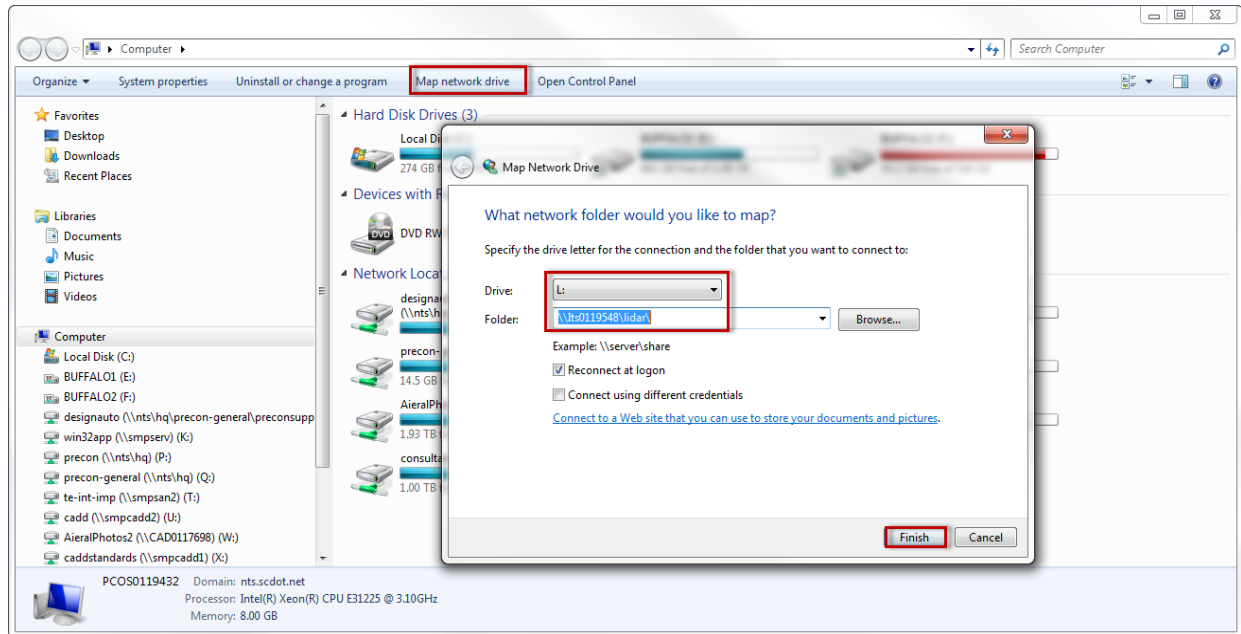 Computer
Search Computer
Organize System properties Uninstall or change a program Map network drive Open Control Panel
Favorites
Desktop
Downloads
Recent Places
Libraries
Documents
Music
Pictures
Videos
Computer
Local Disk (C:)
BUFFALO1 (E:)
BUFFALO2 (F:)
designauto (\\nts\hq\precon-general\preconsupp
win32app (\\smpserv) (K:)
precon (\\nts\hq) (P:)
precon-general (\\nts\hq) (Q:)
te-int-imp (\\smpsan2) (T:)
cadd (\\smpcadd2) (U:)
AieralPhotos2 (\\CAD0117698) (W:)
caddstandards (\\smpcadd1) (X:)
Hard Disk Drives (3)
Local Di
274 GB f
Devices with R
DVD RW
DVD
Network Locat
designau
(\\nts\h
precon-
14.5 GB
AieralPh
1.93 TB
consulta
1.00 TB
Map Network Drive
What network folder would you like to map?
Specify the drive letter for the connection and the folder that you want to connect to:
Drive: L:
Folder: \\Its0119548\lidar\ Browse...
Example: \\server\share
Reconnect at logon
Connect using different credentials
Connect to a Web site that you can use to store your documents and pictures.
Finish Cancel
PCOS0119432 Domain: nts.scdot.net
Processor: Intel(R) Xeon(R) CPU E31225 @ 3.10GHz
Memory: 8.00 GB